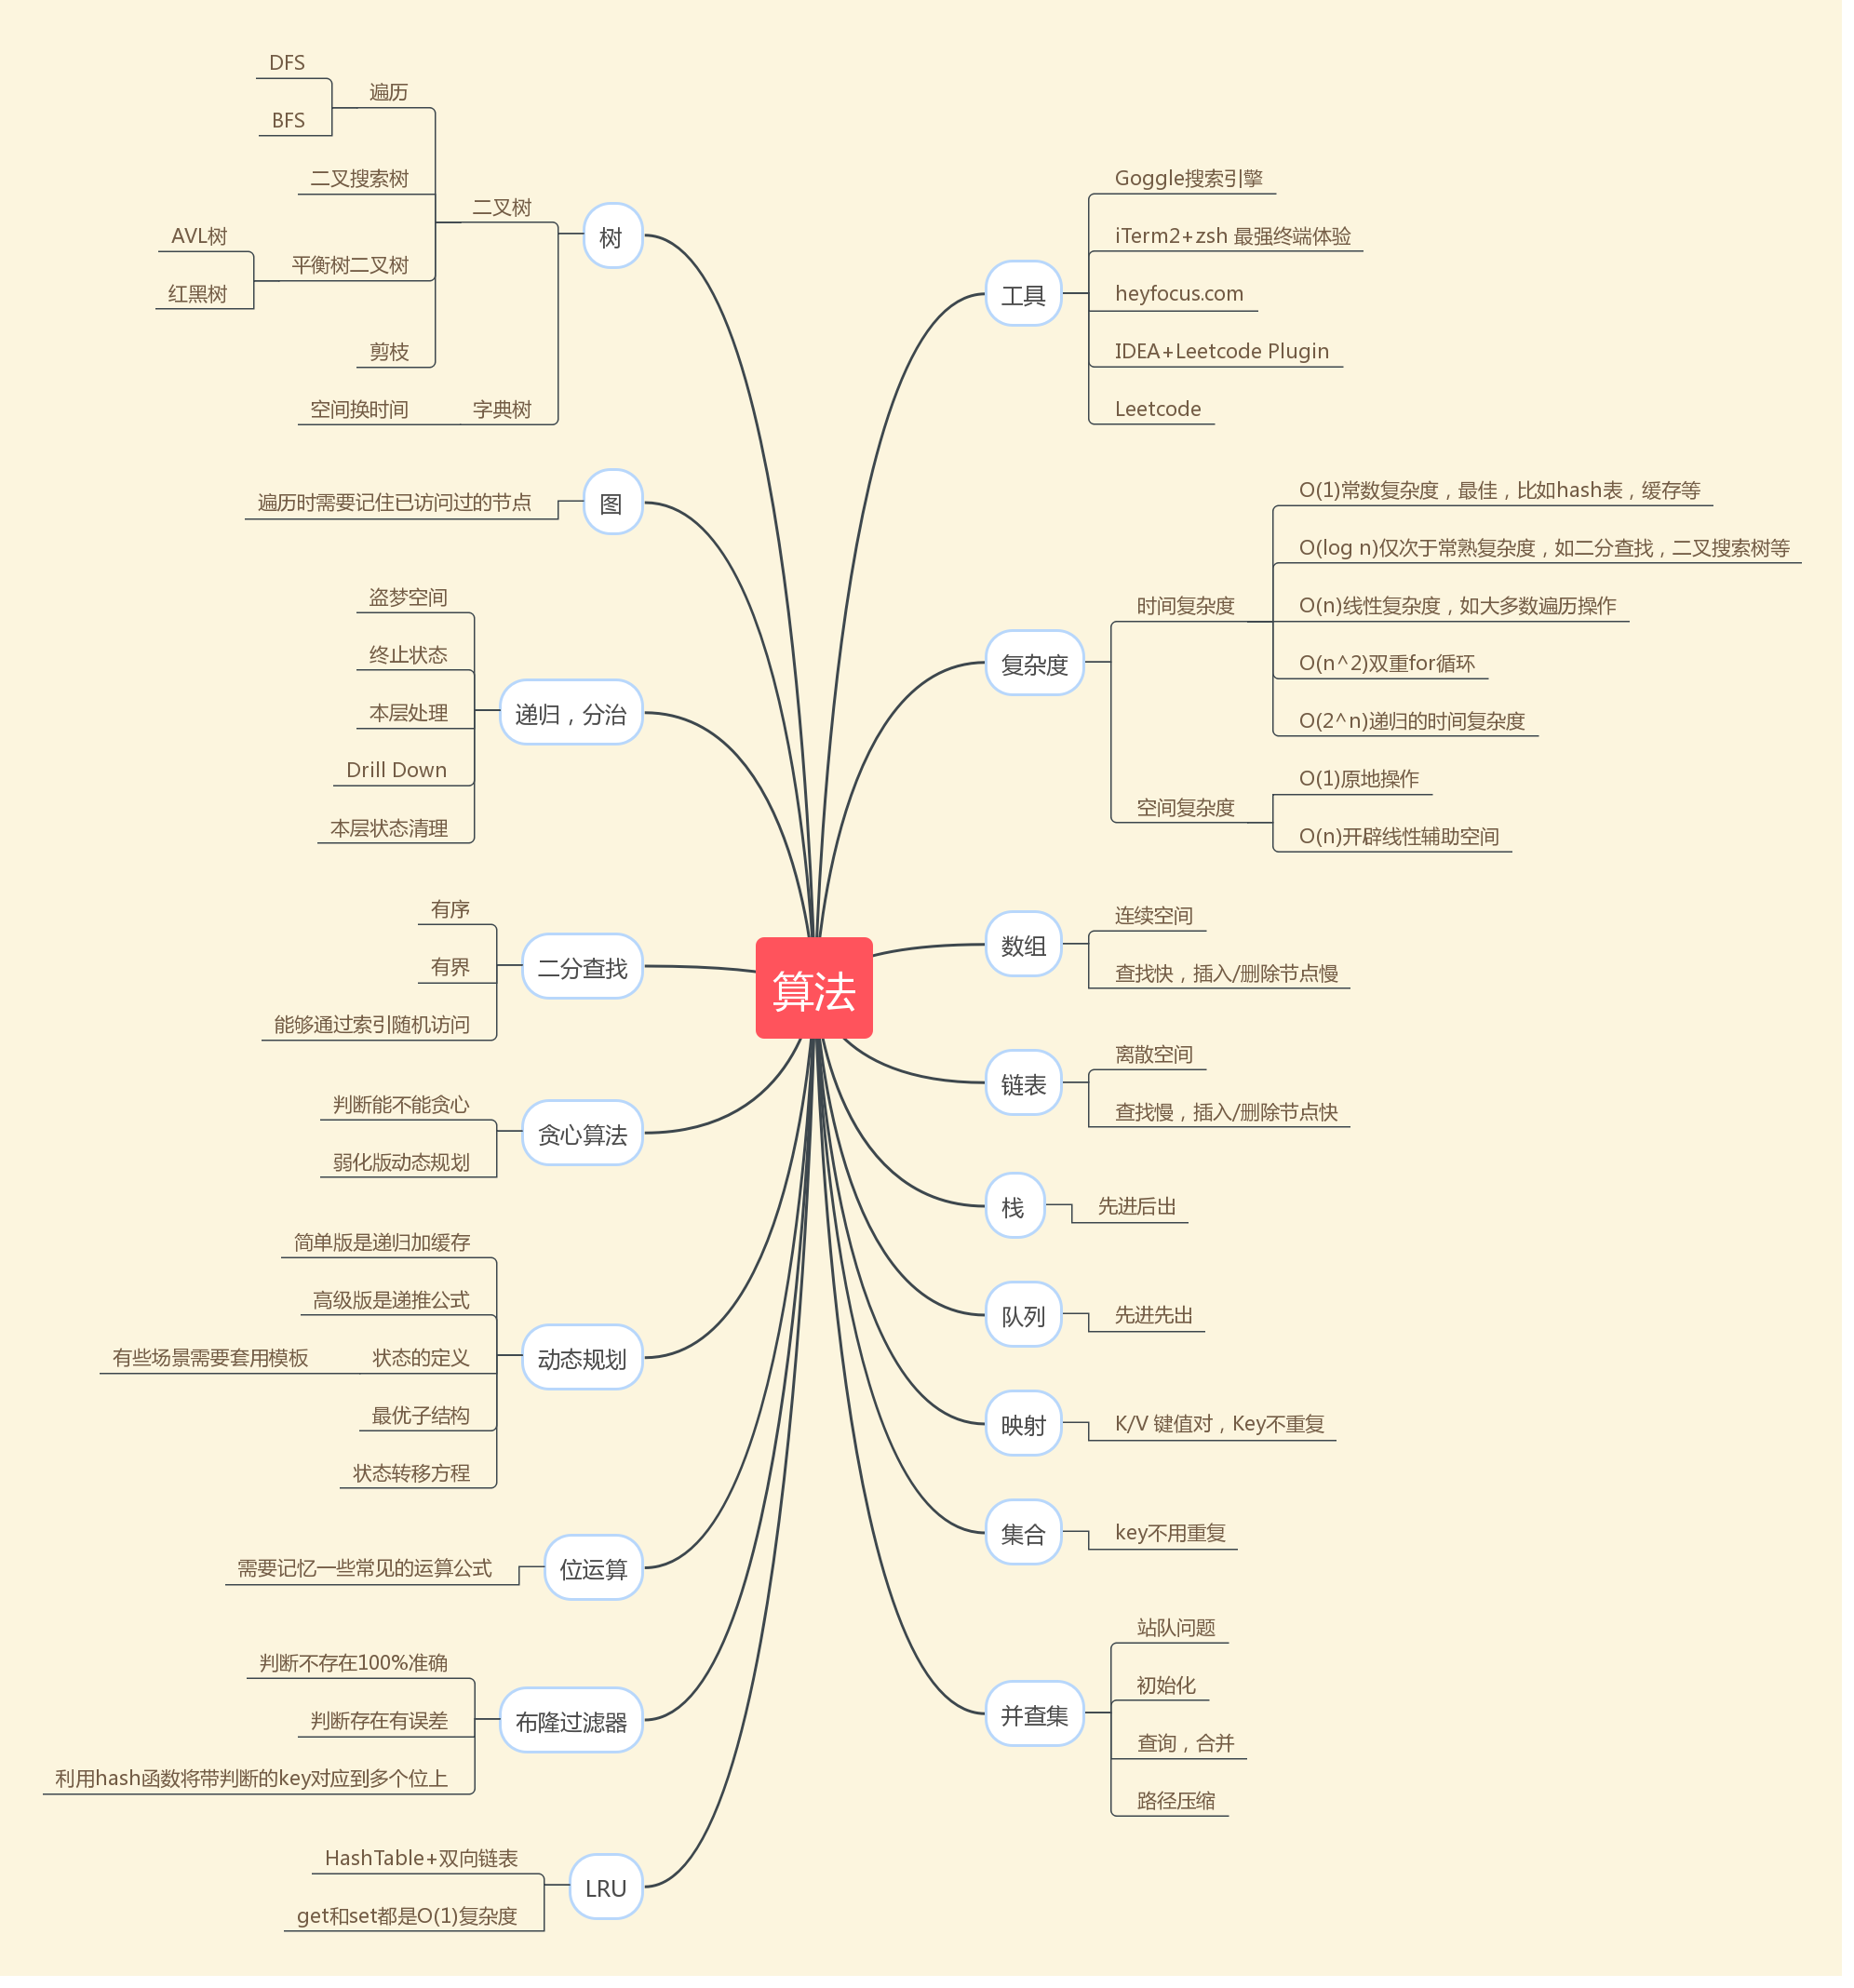 算法
树
二叉树
遍历
DFS
BFS
二叉搜索树
平衡树二叉树
AVL树
红黑树
剪枝
字典树
空间换时间
图
遍历时需要记住已访问过的节点
递归，分治
盗梦空间
终止状态
本层处理
Drill Down
本层状态清理
二分查找
有序
有界
能够通过索引随机访问
贪心算法
判断能不能贪心
弱化版动态规划
动态规划
简单版是递归加缓存
高级版是递推公式
状态的定义
有些场景需要套用模板
最优子结构
状态转移方程
位运算
需要记忆一些常见的运算公式
布隆过滤器
判断不存在100%准确
判断存在有误差
利用hash函数将带判断的key对应到多个位上
LRU
HashTable+双向链表
get和set都是O(1)复杂度
工具
Goggle搜索引擎
iTerm2+zsh 最强终端体验
heyfocus.com
IDEA+Leetcode Plugin
Leetcode
复杂度
时间复杂度
O(1)常数复杂度，最佳，比如hash表，缓存等
O(log n)仅次于常熟复杂度，如二分查找，二叉搜索树等
O(n)线性复杂度，如大多数遍历操作
O(n^2)双重for循环
O(2^n)递归的时间复杂度
空间复杂度
O(1)原地操作
O(n)开辟线性辅助空间
数组
连续空间
查找快，插入/删除节点慢
链表
离散空间
查找慢，插入/删除节点快
栈
先进后出
队列
先进先出
映射
K/V 键值对，Key不重复
集合
key不用重复
并查集
站队问题
初始化
查询，合并
路径压缩